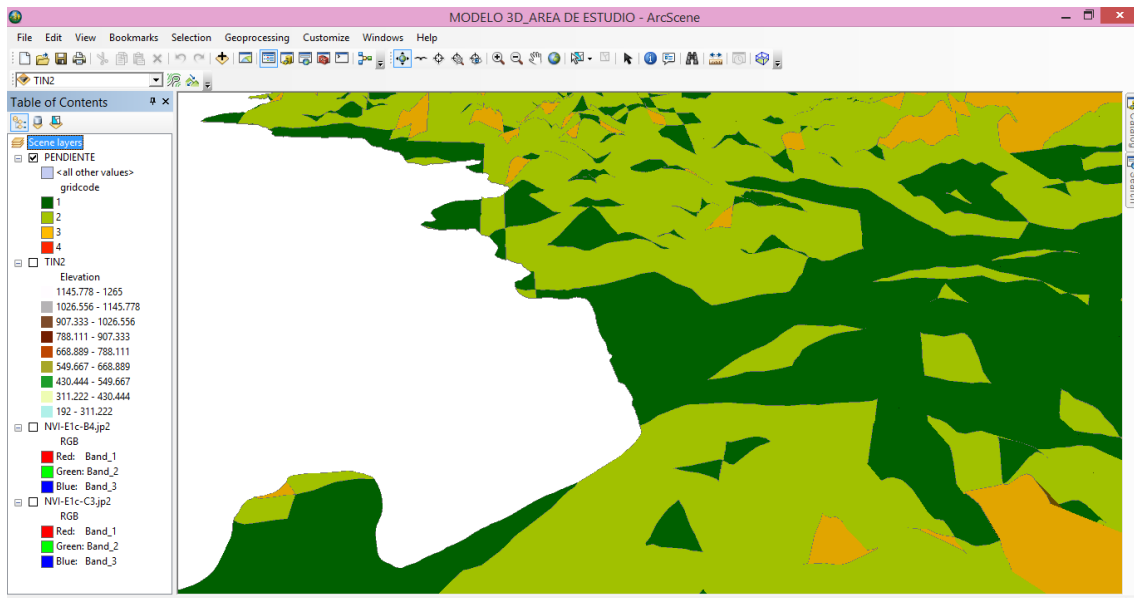 MODELO 3D_AREA DE ESTUDIO - ArcScene
File Edit View Bookmarks Selection Geoprocessing Customize Windows Help
TIN2
Table of Contents
Scene layers
PENDIENTE
<all other values>
gridcode
1
2
3
4
TIN2
Elevation
1145.778 - 1265
1026.556 - 1145.778
907.333 - 1026.556
788.111 - 907.333
668.889 - 788.111
549.667 - 668.889
430.444 - 549.667
311.222 - 430.444
192 - 311.222
NVI-E1c-B4.jp2
RGB
Red: Band_1
Green: Band_2
Blue: Band_3
NVI-E1c-C3.jp2
RGB
Red: Band_1
Green: Band_2
Blue: Band_3
Catalog
Search